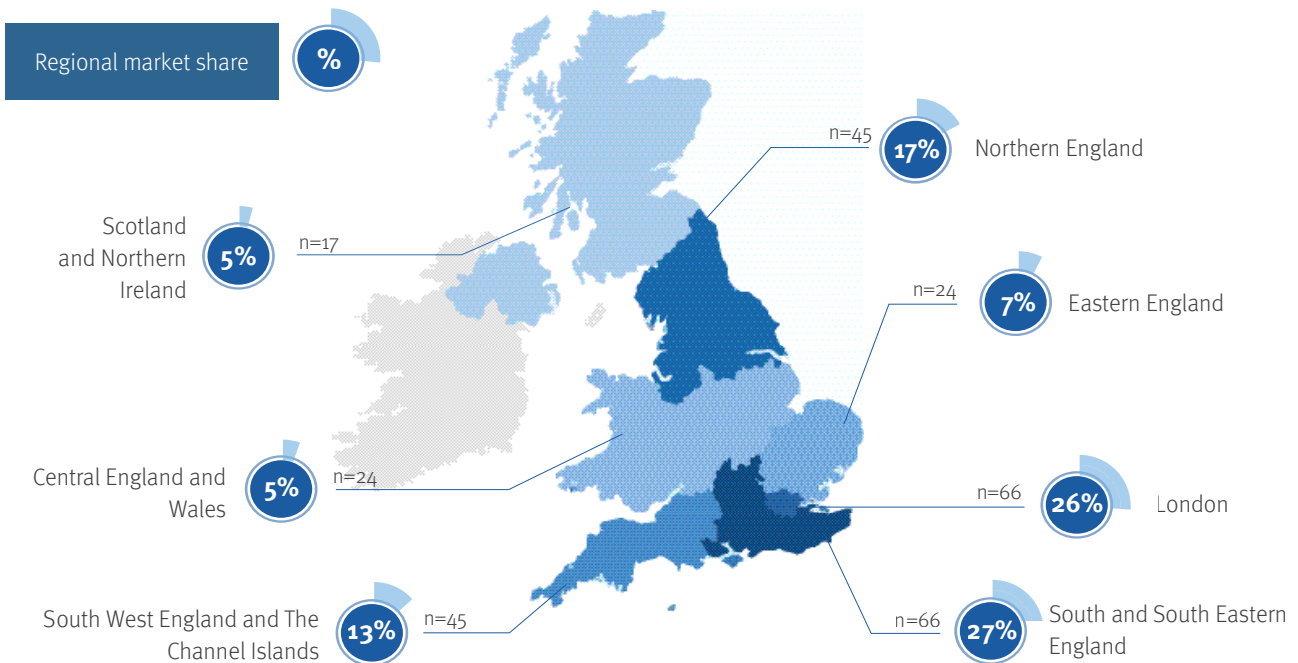 Regional market share
%
n=45
17%
Northern England
Scotland
and Northern
Ireland
5%
n=17
n=24
7%
Eastern England
Central England and
Wales
5%
n=24
n=66
26%
London
South West England and The
Channel Islands
13%
n=45
n=66
27%
South and South Eastern
England